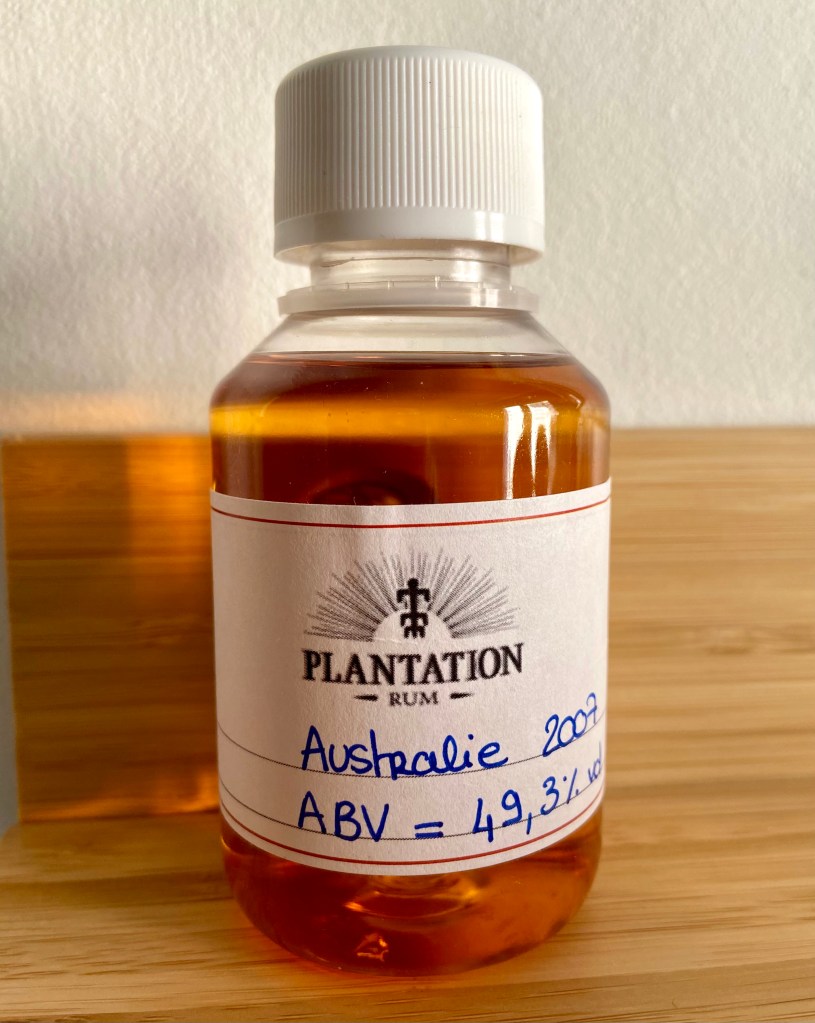 PLANTATION
RUM
Australie 2007
ABV = 49,3% vol